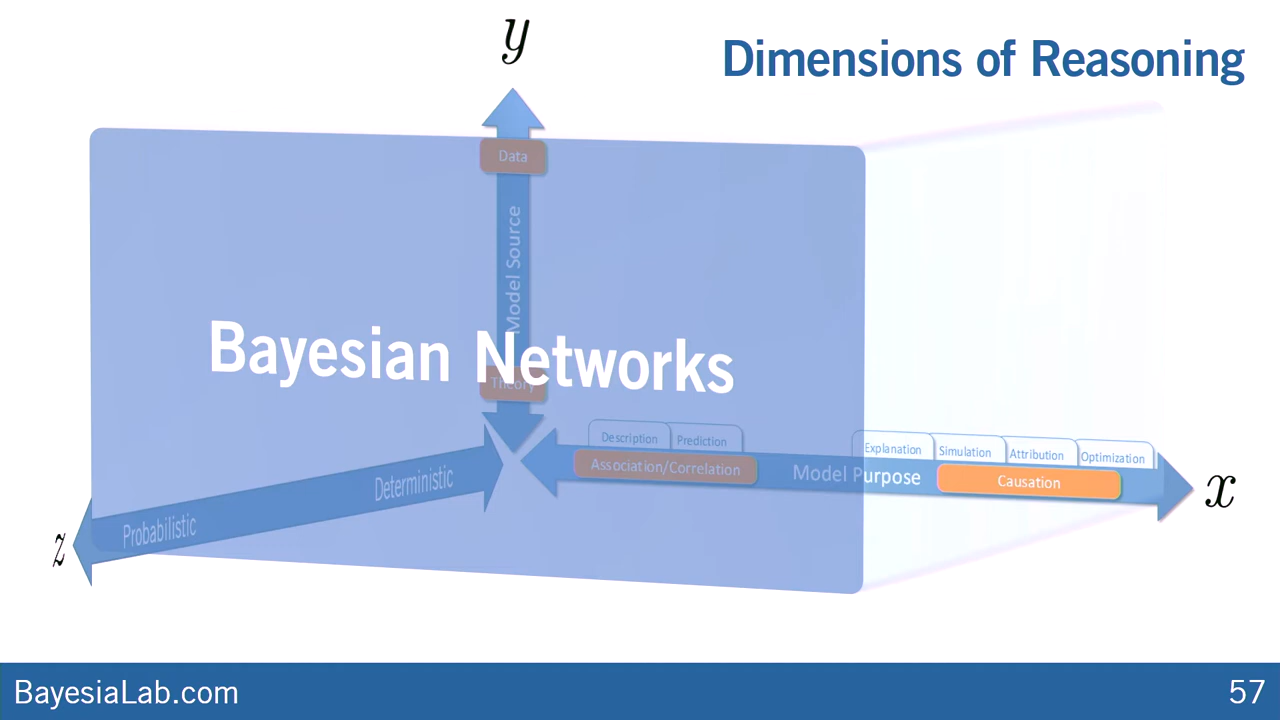 y
Dimensions of Reasoning
Data
Model Source
Bayesian Networks
Theory
Description
Prediction
Explanation
Simulation
Attribution
Optimization
Association/Correlation
Model Purpose
Causation
x
Deterministic
Probabilistic
z
BayesiaLab.com
57